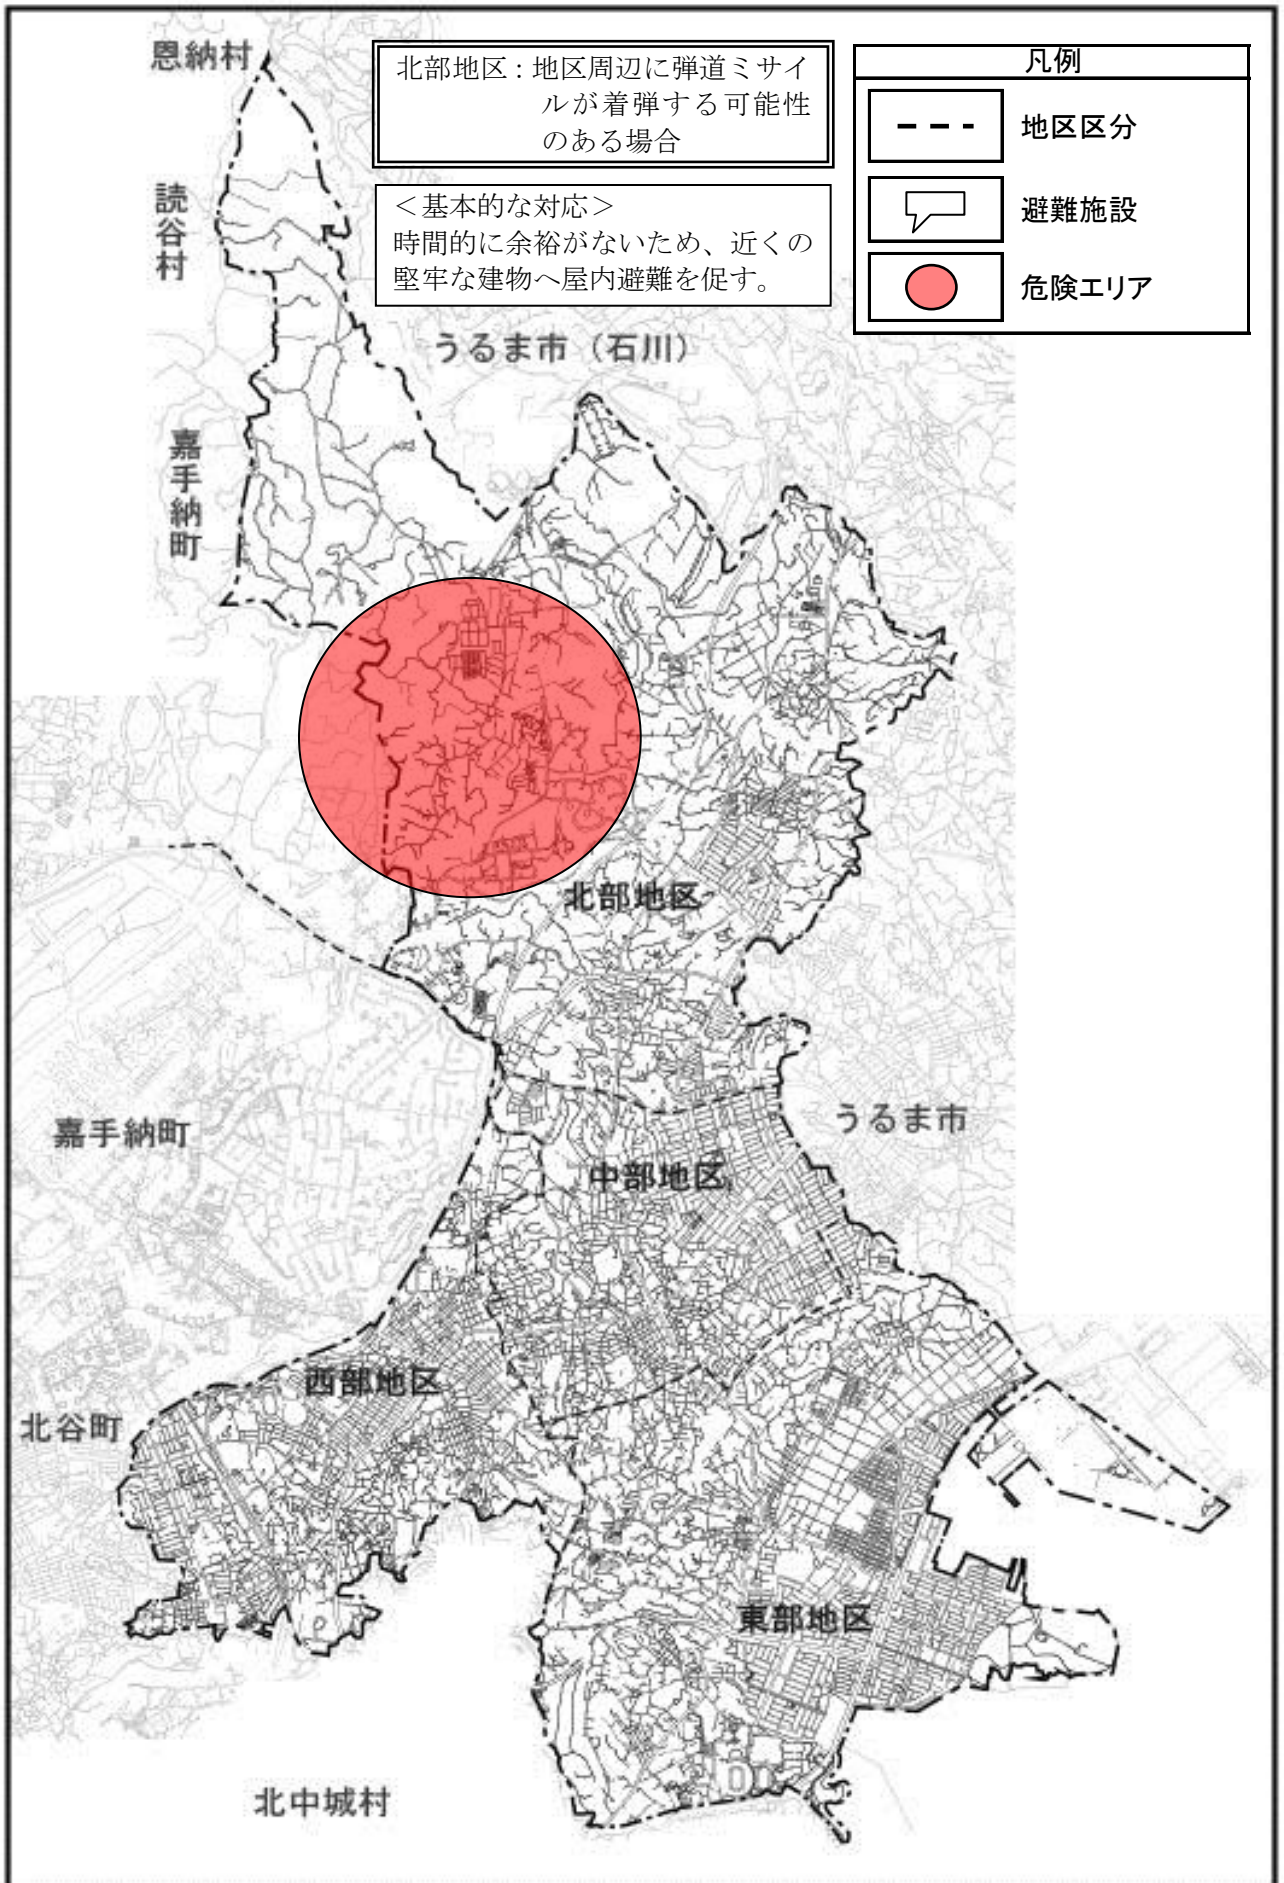 恩納村
北部地区：地区周辺に弾道ミサイ
ルが着弾する可能性
のある場合
凡例
地区区分
避難施設
危険エリア
読谷村
＜基本的な対応＞
時間的に余裕がないため、近くの
堅牢な建物へ屋内避難を促す。
うるま市（石川）
嘉手納町
北部地区
嘉手納町
うるま市
中部地区
西部地区
北谷町
東部地区
北中城村